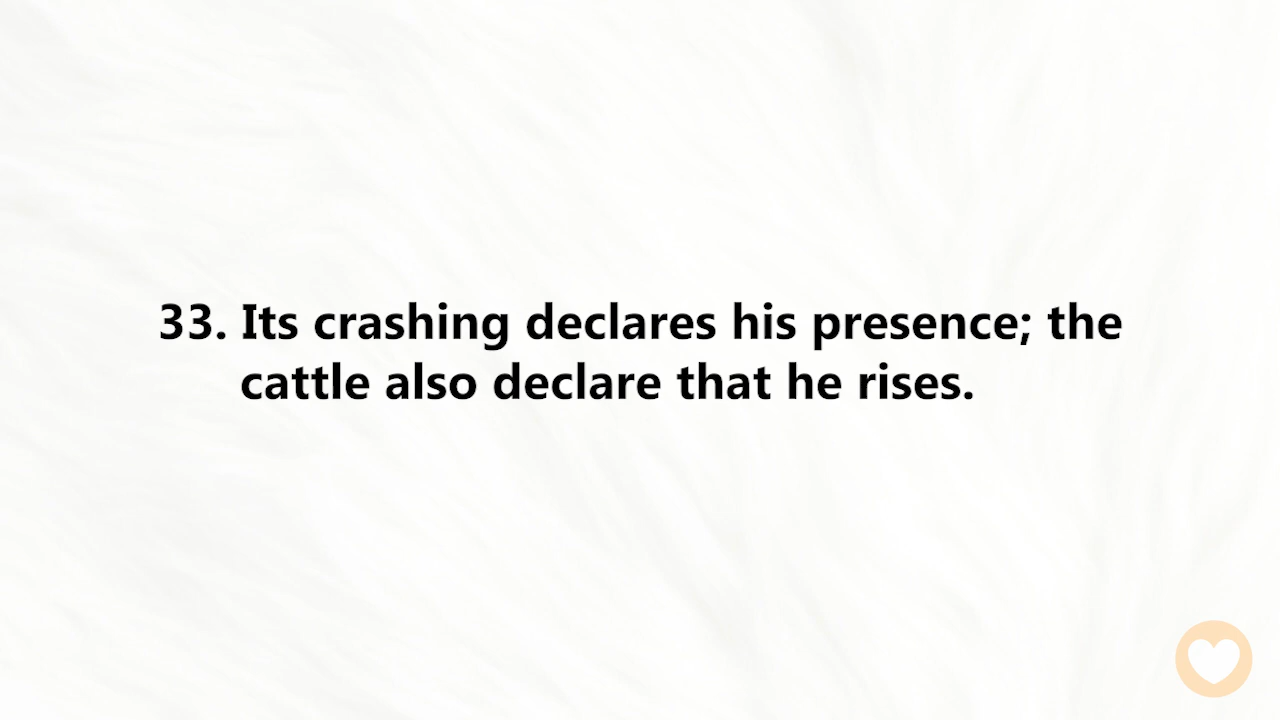 33. Its crashing declares his presence; the
cattle also declare that he rises.